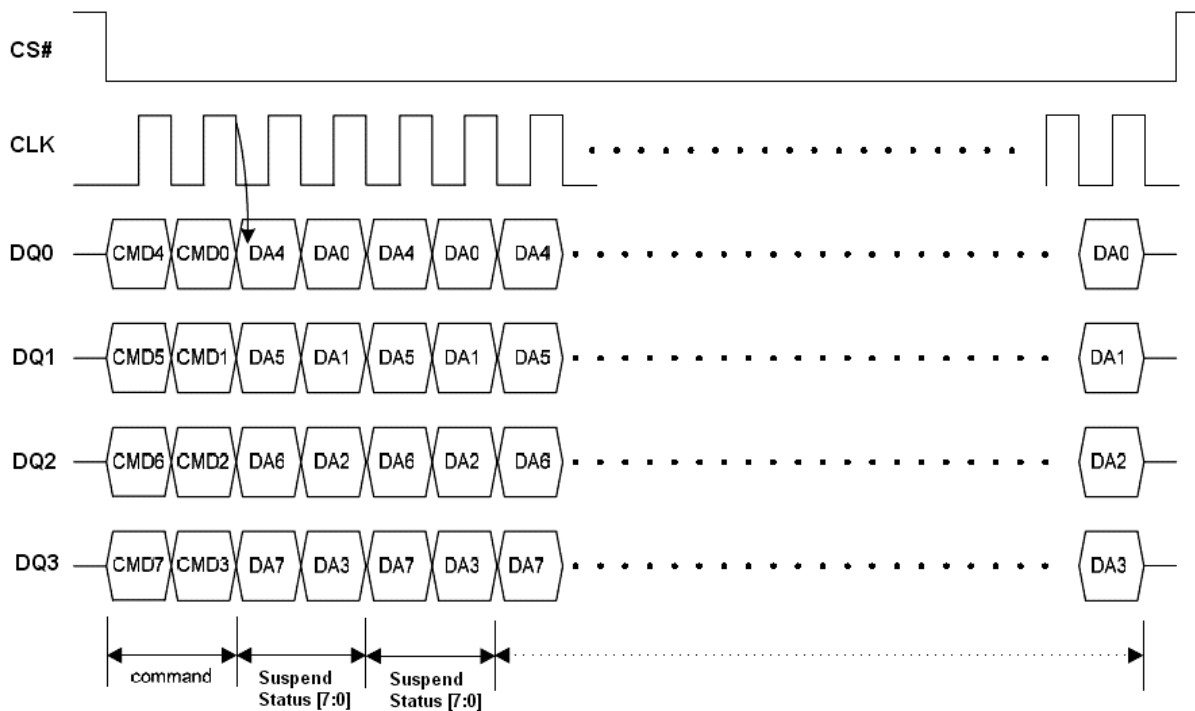 CS#
CLK
DQ0 CMD4 CMD0 DA4 DA0 DA4 DA0 DA4 DA0
DQ1 CMD5 CMD1 DA5 DA1 DA5 DA1 DA5 DA1
DQ2 CMD6 CMD2 DA6 DA2 DA6 DA2 DA6 DA2
DQ3 CMD7 CMD3 DA7 DA3 DA7 DA3 DA7 DA3
command
Suspend
Status [7:0]
Suspend
Status [7:0]